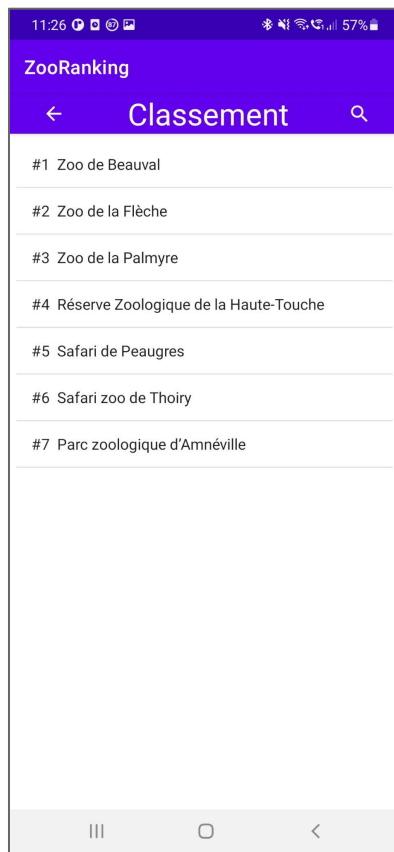 11:26 87 57%
ZooRanking
Classement
#1 Zoo de Beauval
#2 Zoo de la Flèche
#3 Zoo de la Palmyre
#4 Réserve Zoologique de la Haute-Touche
#5 Safari de Peaugres
#6 Safari zoo de Thoiry
#7 Parc zoologique d’Amnéville